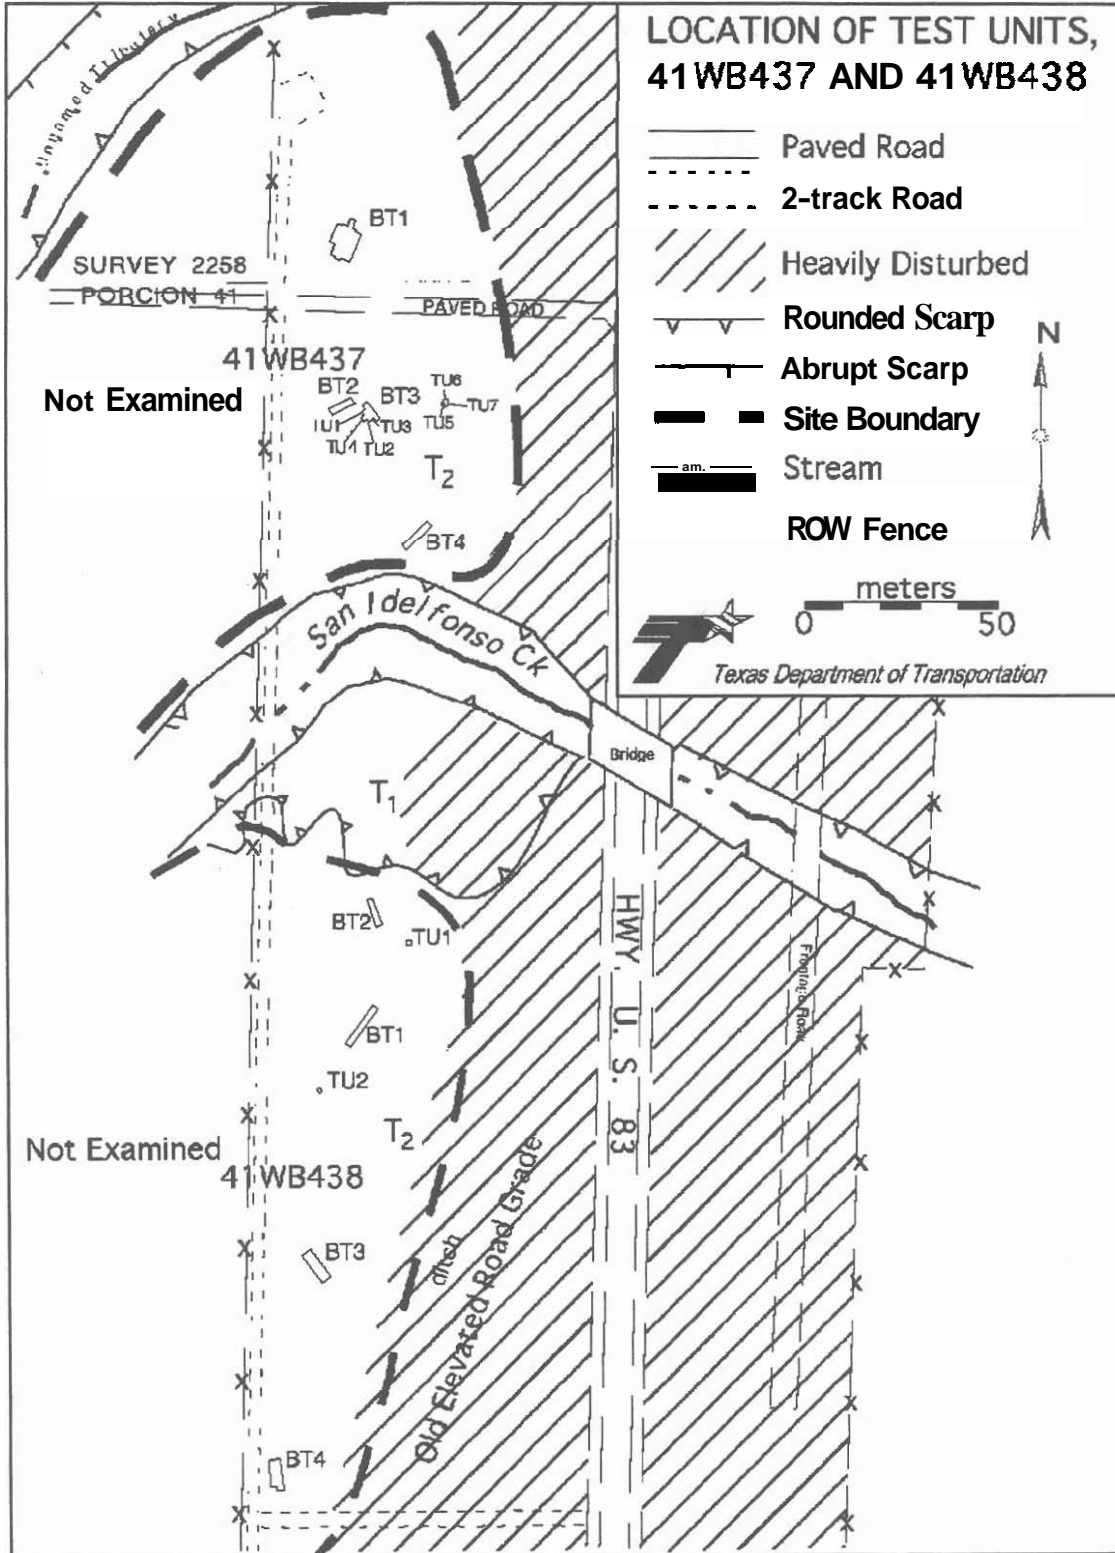 LOCATION OF TEST UNITS,
41WB437 AND 41WB438
Paved Road
2-track Road
Heavily Disturbed
Rounded Scarp
Abrupt Scarp
Site Boundary
am.
Stream
ROW Fence
N
meters
0 50
Texas Department of Transportation
Unnamed Tributary
BT1
SURVEY 2258
PORCION 41
PAVED ROAD
41WB437
Not Examined
BT2
BT3
TU6
TU7
TU5
TU1
TU3
TU4
TU2
T2
BT4
San Idelfonso Ck
Bridge
T1
BT2
TU1
HWY. U. S. 83
Frontage Road
BT1
TU2
T2
Not Examined
41WB438
BT3
ditch
Old Elevated Road Grade
BT4